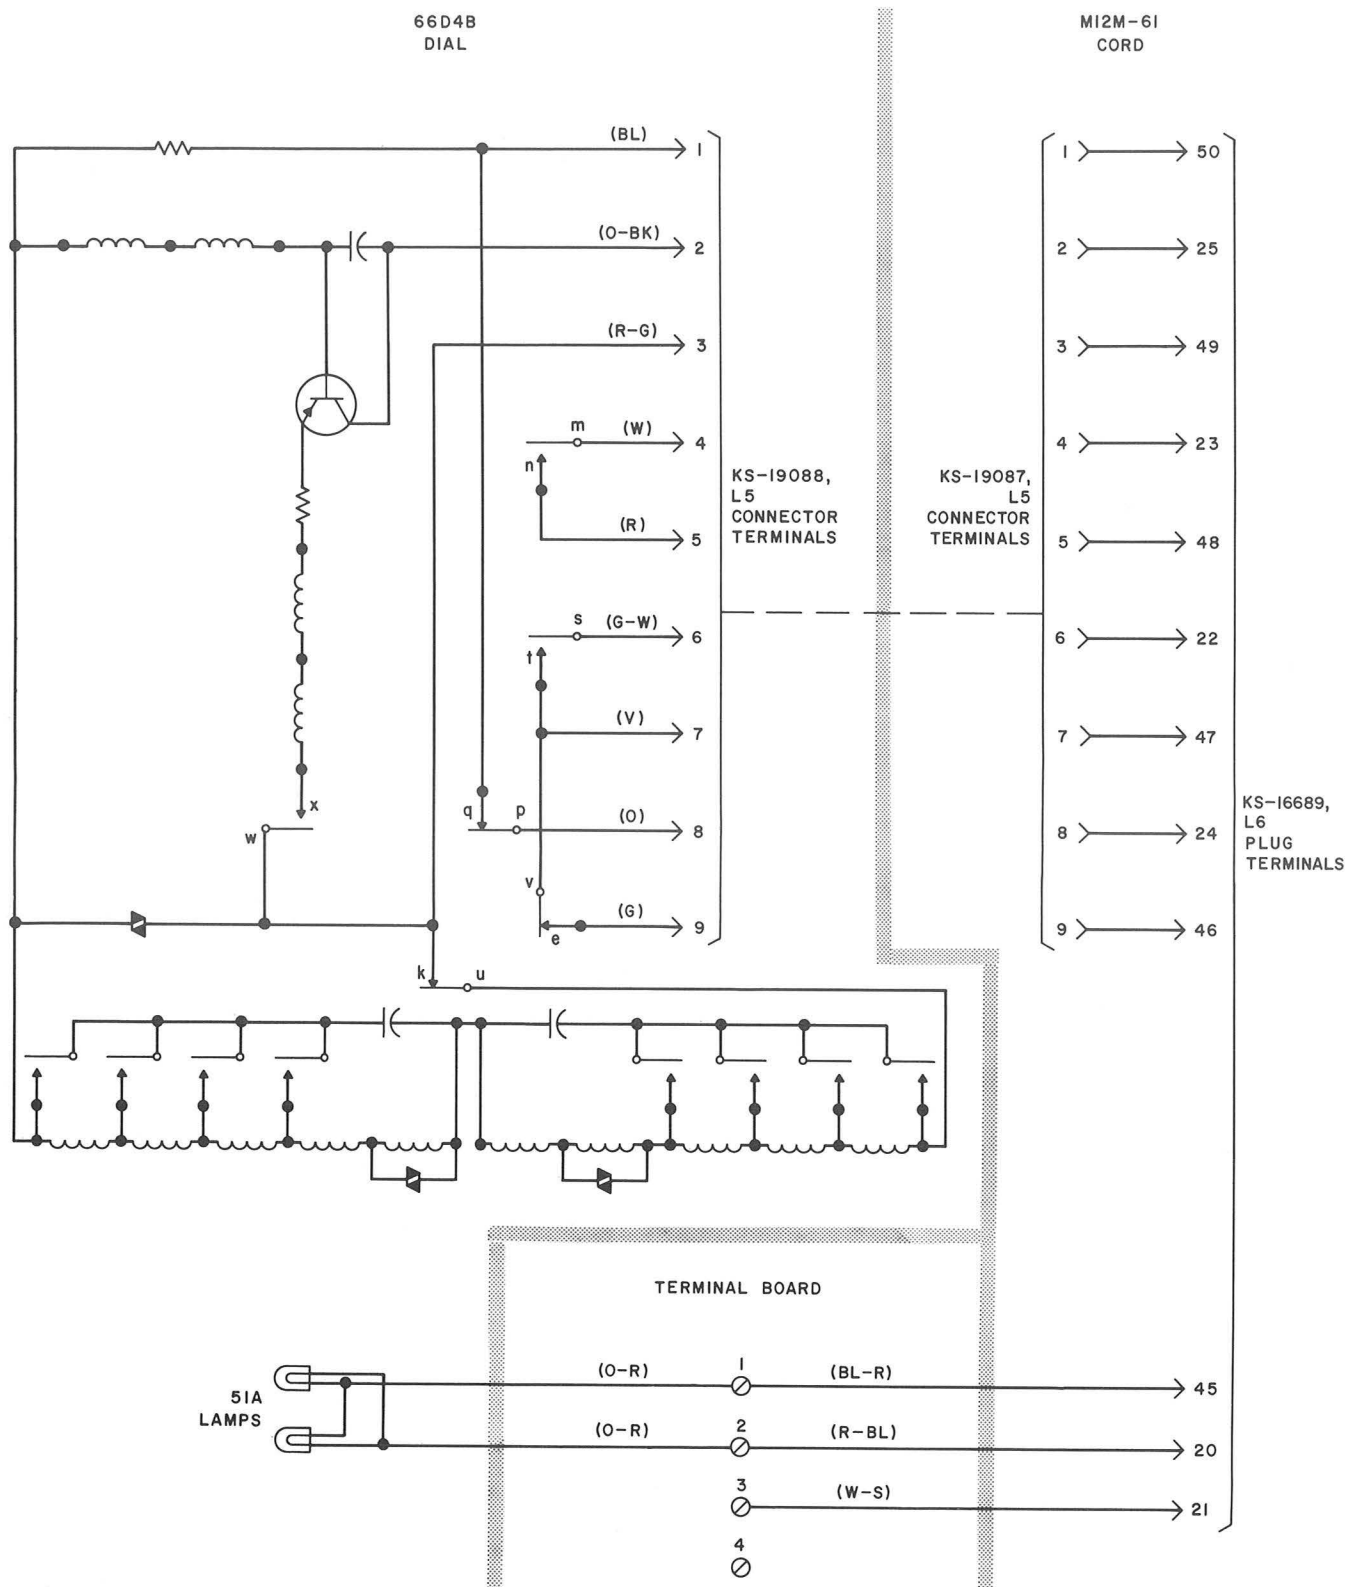 66D4B
DIAL
M12M-61
CORD
(BL)
1
1
50
(O-BK)
2
2
25
(R-G)
3
3
49
m
(W)
4
4
23
n
(R)
5
5
48
KS-19088,
L5
CONNECTOR
TERMINALS
KS-19087,
L5
CONNECTOR
TERMINALS
s
(G-W)
6
6
22
t
(V)
7
7
47
x
w
q
p
(O)
8
8
24
KS-16689,
L6
PLUG
TERMINALS
v
(G)
9
9
46
e
k
u
TERMINAL BOARD
51A
LAMPS
(O-R)
1
(BL-R)
45
(O-R)
2
(R-BL)
20
3
(W-S)
21
4